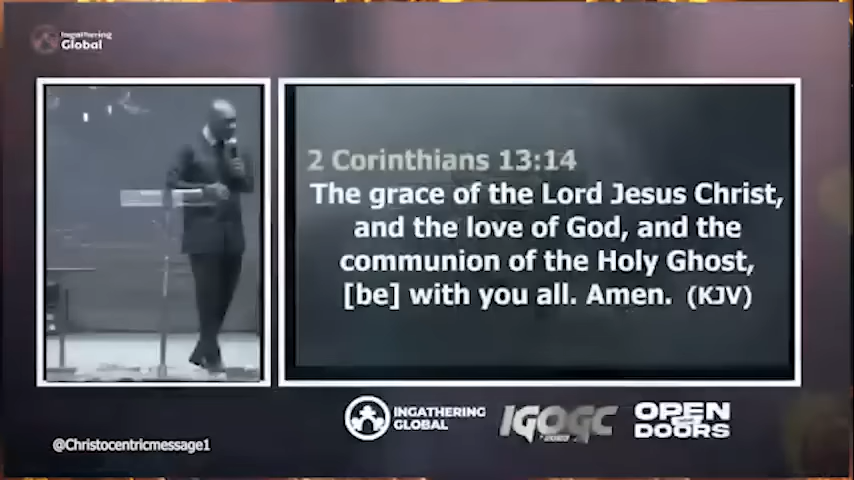 Ingathering
Global
2 Corinthians 13:14
The grace of the Lord Jesus Christ,
and the love of God, and the
communion of the Holy Ghost,
[be] with you all. Amen. (KJV)
INGATHERING
GLOBAL
IGOGC
OPEN
DOORS
@Christocentricmessage1